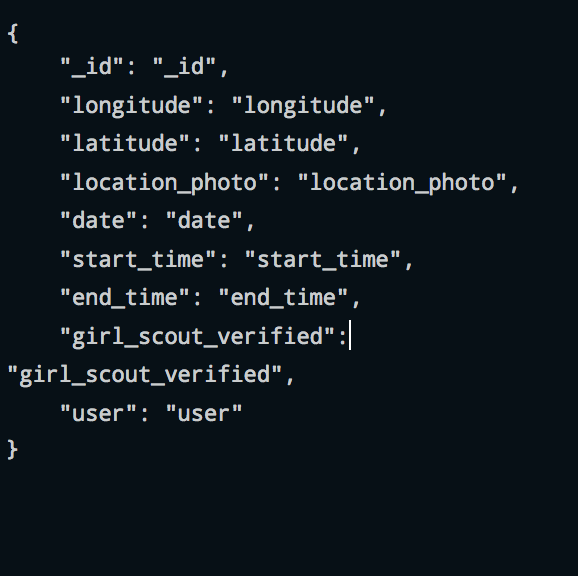 {
    "_id": "_id",
    "longitude": "longitude",
    "latitude": "latitude",
    "location_photo": "location_photo",
    "date": "date",
    "start_time": "start_time",
    "end_time": "end_time",
    "girl_scout_verified":
"girl_scout_verified",
    "user": "user"
}